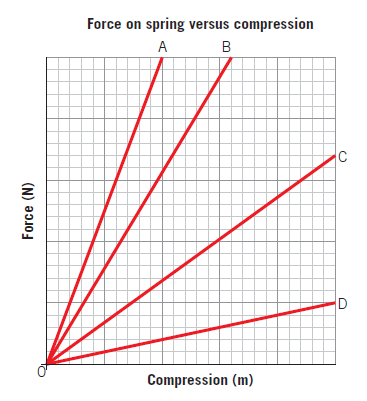 Force on spring versus compression
A
B
C
Force (N)
D
O
Compression (m)